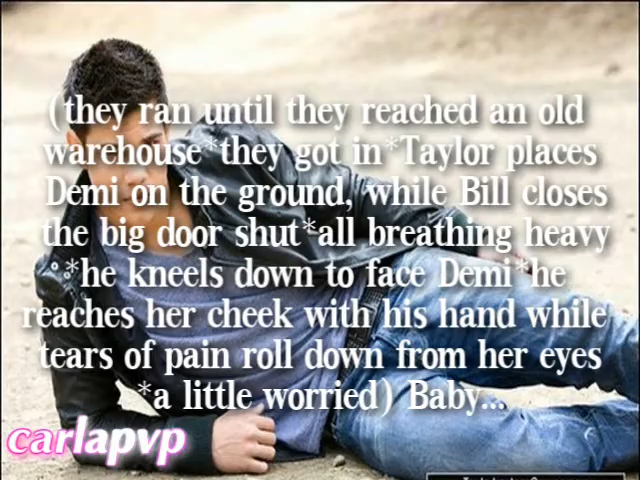 (they ran until they reached an old
warehouse*they got in*Taylor places
Demi on the ground, while Bill closes
the big door shut*all breathing heavy
°.*he kneels down to face Demi*he
reaches her cheek with his hand while
tears of pain roll down from her eyes
*a little worried) Baby...
carlapvp